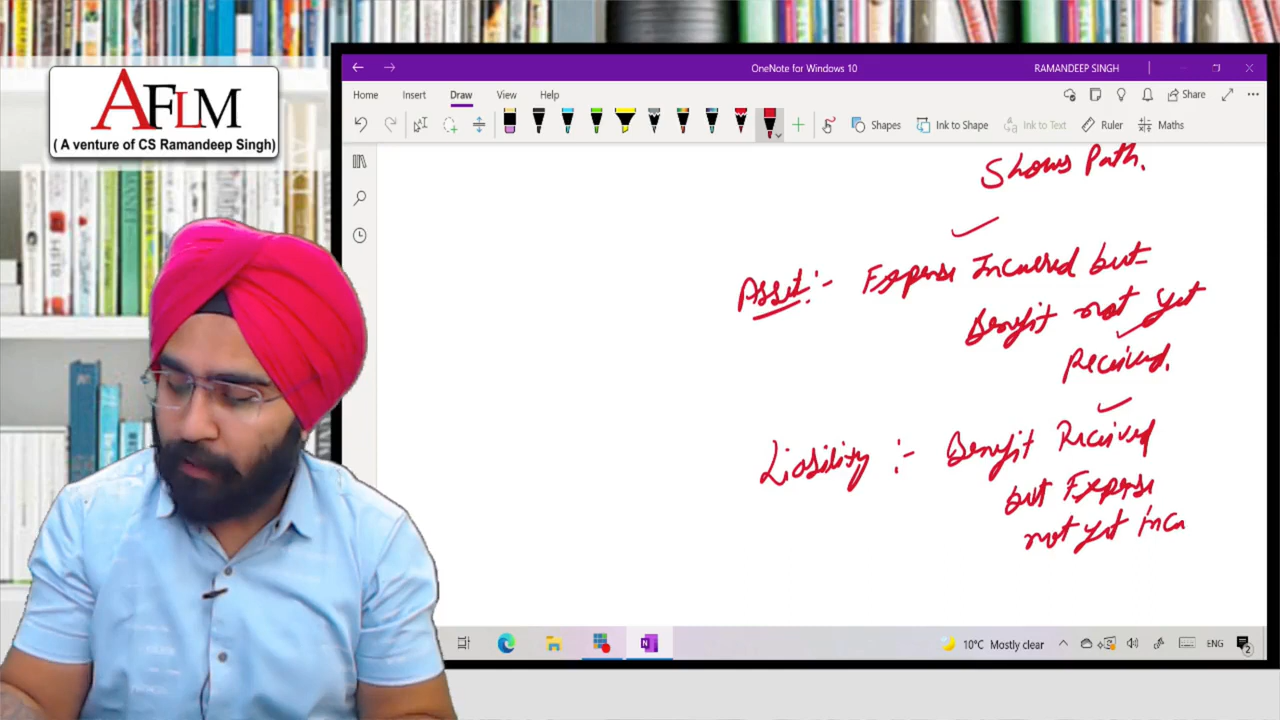 AFLM
( A venture of CS Ramandeep Singh)
OneNote for Windows 10
RAMANDEEP SINGH
Home Insert Draw View Help
Share
Shapes
Ink to Shape
Ink to Text
Ruler
Maths
Shows Path.
Asset :- Expense Incurred but
Benefit not yet
Received.
Liability :- Benefit Received
but Expense
not yet incu
10°C Mostly clear
ENG
2